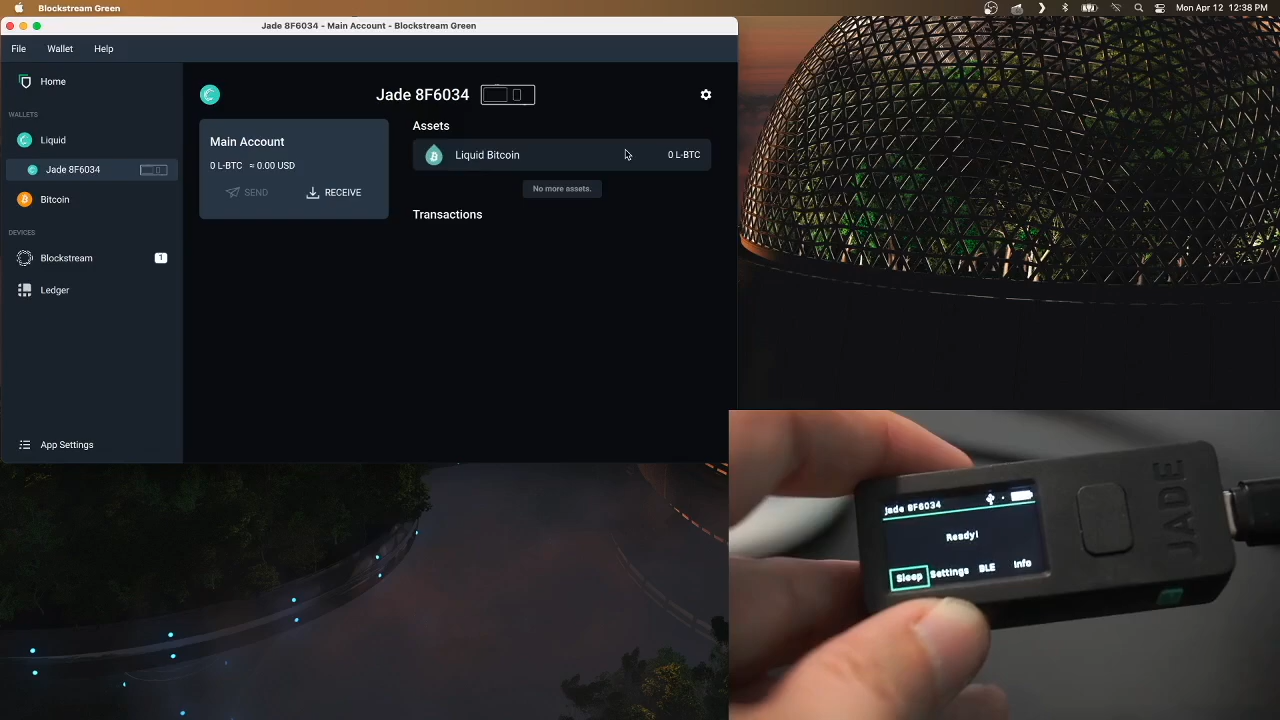 Blockstream Green
Mon Apr 12 12:38 PM
Jade 8F6034 - Main Account - Blockstream Green
File Wallet Help
Home
WALLETS
Liquid
Jade 8F6034
Bitcoin
DEVICES
Blockstream 1
Ledger
App Settings
Jade 8F6034
Main Account
0 L-BTC ≈ 0.00 USD
SEND RECEIVE
Assets
Liquid Bitcoin 0 L-BTC
No more assets.
Transactions
Jade 8F6034
Ready!
Sleep Settings BLE Info
JADE